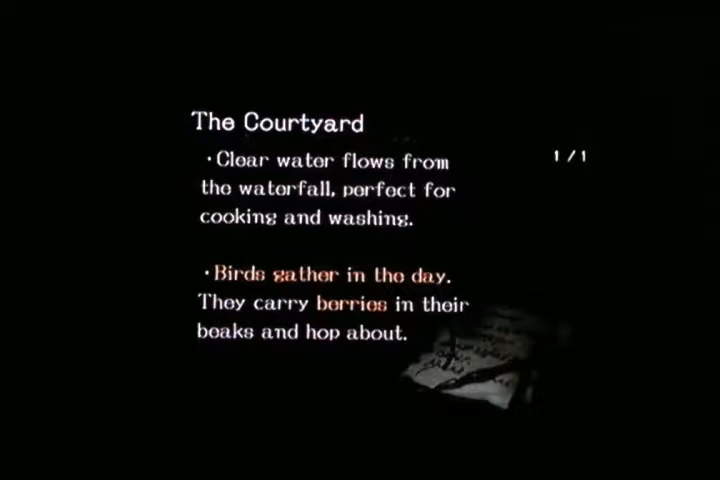 The Courtyard
1/1
·Clear water flows from
the waterfall, perfect for
cooking and washing.
·Birds gather in the day.
They carry berries in their
beaks and hop about.